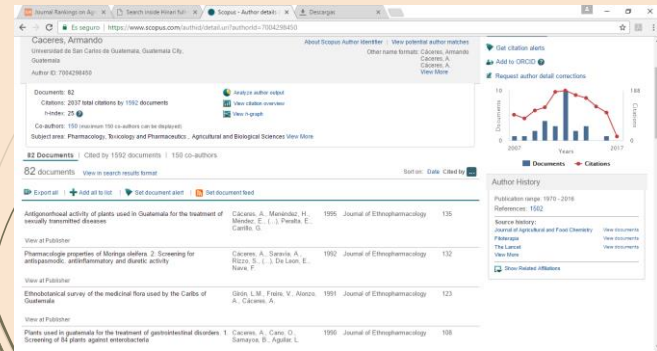 Journal Rankings on Ag
Search inside Hinari full
Scopus - Author details
Descargas
Es seguro | https://www.scopus.com/authid/detail.uri?authorId=7004298450
Caceres, Armando
Universidad de San Carlos de Guatemala, Guatemala City,
Guatemala
Author ID: 7004298450
About Scopus Author Identifier | View potential author matches
Other name formats: Cáceres, Armando
Cáceres, A.
Cáceres, A.
View More
Documents: 82
Citations: 2037 total citations by 1592 documents
h-index: 25
Co-authors: 150 (maximum 150 co-authors can be displayed)
Subject area: Pharmacology, Toxicology and Pharmaceutics , Agricultural and Biological Sciences View More
Analyze author output
View citation overview
View h-graph
82 Documents | Cited by 1592 documents | 150 co-authors
82 documents View in search results format
Sort on: Date Cited by ...
Export all | Add all to list | Set document alert | Set document feed
Antigonorrhoeal activity of plants used in Guatemala for the treatment of sexually transmitted diseases
Cáceres, A., Menéndez, H., Méndez, E., (...), Peralta, E., Carrillo, G.
1995 Journal of Ethnopharmacology 135
View at Publisher
Pharmacologic properties of Moringa oleifera. 2: Screening for antispasmodic, antiinflammatory and diuretic activity
Cáceres, A., Saravia, A., Rizzo, S., (...), De Leon, E., Nave, F.
1992 Journal of Ethnopharmacology 132
View at Publisher
Ethnobotanical survey of the medicinal flora used by the Caribs of Guatemala
Girón, L.M., Freire, V., Alonzo, A., Cáceres, A.
1991 Journal of Ethnopharmacology 123
View at Publisher
Plants used in guatemala for the treatment of gastrointestinal disorders. 1. Screening of 84 plants against enterobacteria
Caceres, A., Cano, O., Samayoa, B., Aguilar, L.
1990 Journal of Ethnopharmacology 108
Get citation alerts
Add to ORCID
Request author detail corrections
10
188
Documents
Citations
0
0
2007
Years
2017
Documents
Citations
Author History
Publication range: 1970 - 2016
References: 1502
Source history:
Journal of Agricultural and Food Chemistry View documents
Fitoterapia View documents
The Lancet View documents
View More
Show Related Affiliations